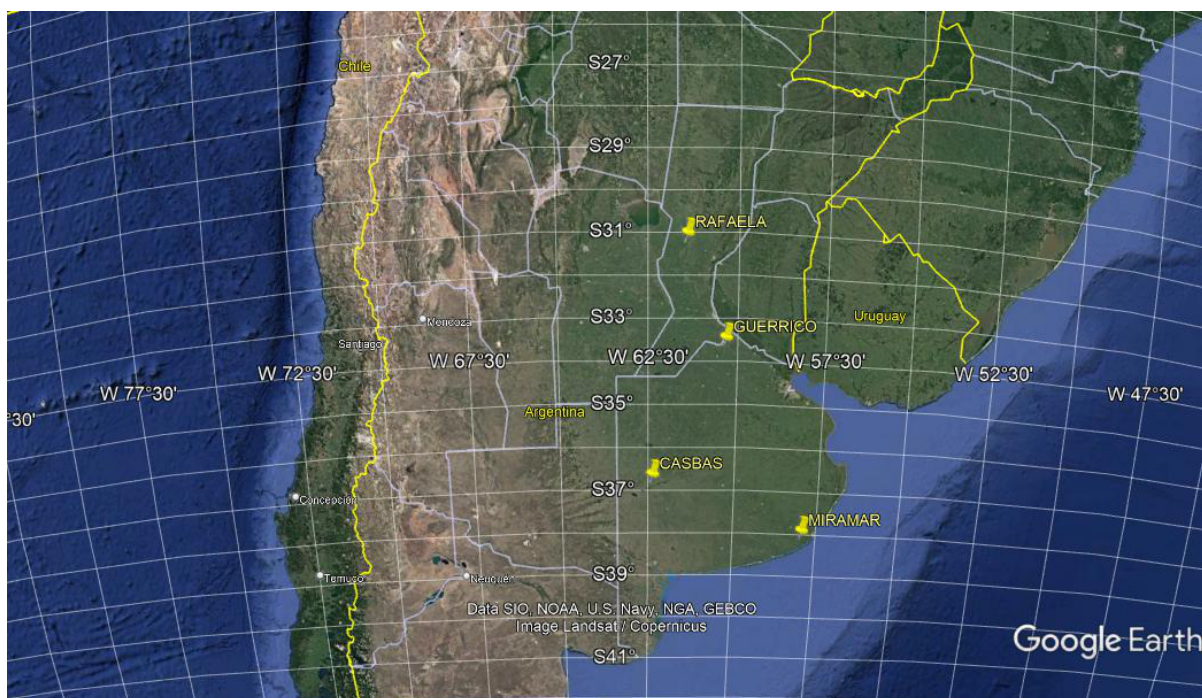 Chile
S27°
S29°
RAFAELA
S31°
Mendoza
S33°
GUERRICO
Uruguay
Santiago
W 77°30'
W 72°30'
W 67°30'
W 62°30'
W 57°30'
W 52°30'
W 47°30'
°30'
Argentina
S35°
CASBAS
S37°
Concepción
MIRAMAR
Temuco
Neuquen
S39°
Data SIO, NOAA, U.S. Navy, NGA, GEBCO
Image Landsat / Copernicus
Google Earth
S41°